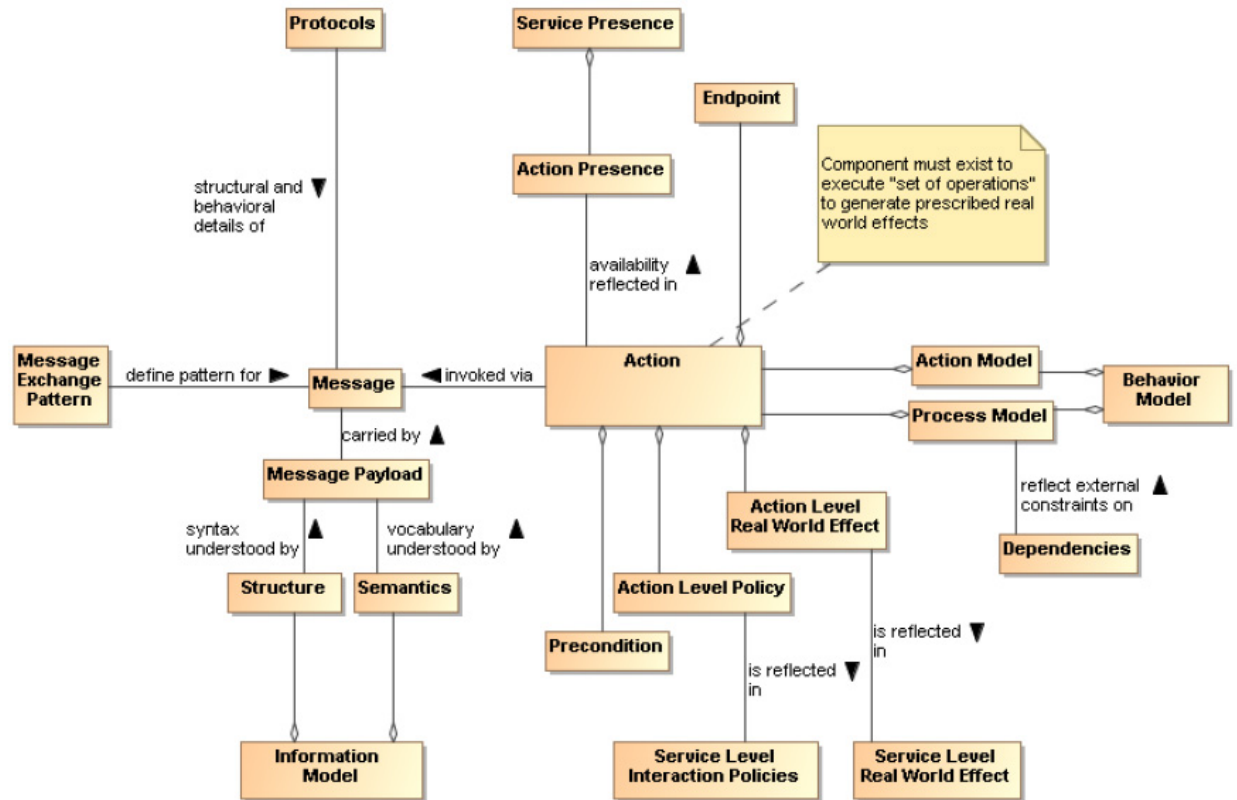 Protocols
Service Presence
Endpoint
Component must exist to
execute "set of operations"
to generate prescribed real
world effects
Action Presence
structural and
behavioral
details of
availability
reflected in
Message
Exchange
Pattern
define pattern for
Message
invoked via
Action
Action Model
Behavior
Model
Process Model
carried by
Message Payload
reflect external
constraints on
Action Level
Real World Effect
syntax
understood by
vocabulary
understood by
Dependencies
Structure
Semantics
Action Level Policy
Precondition
is reflected
in
is reflected
in
Information
Model
Service Level
Interaction Policies
Service Level
Real World Effect